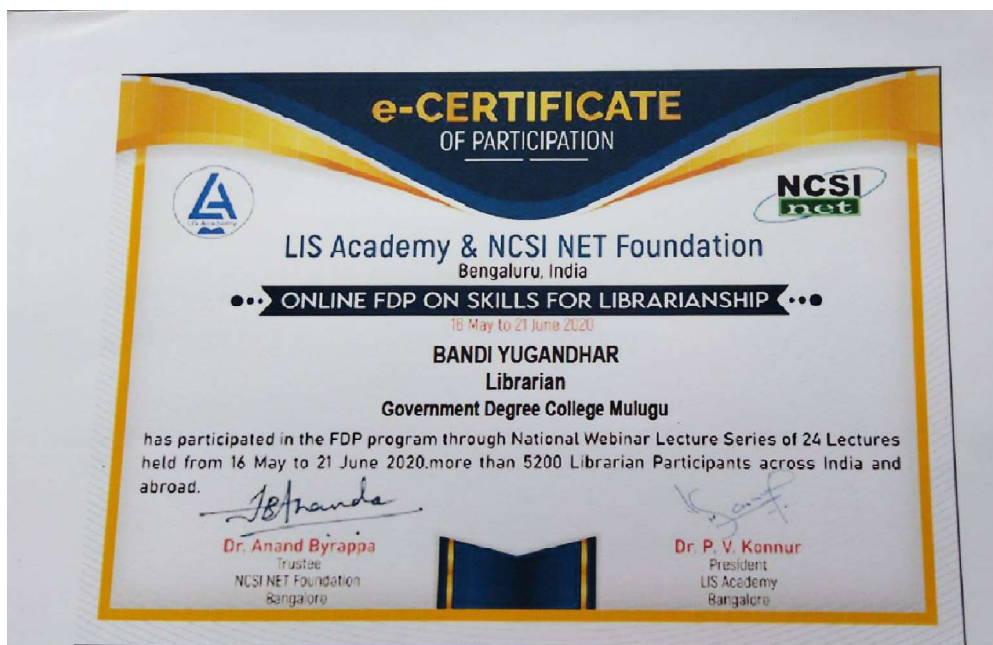 e-CERTIFICATE
OF PARTICIPATION
LIS Academy
NCSI
net
LIS Academy & NCSI NET Foundation
Bengaluru, India
ONLINE FDP ON SKILLS FOR LIBRARIANSHIP
16 May to 21 June 2020
BANDI YUGANDHAR
Librarian
Government Degree College Mulugu
has participated in the FDP program through National Webinar Lecture Series of 24 Lectures
held from 16 May to 21 June 2020.more than 5200 Librarian Participants across India and
abroad.
Dr. Anand Byrappa
Trustee
NCSI NET Foundation
Bangalore
Dr. P. V. Konnur
President
LIS Academy
Bangalore